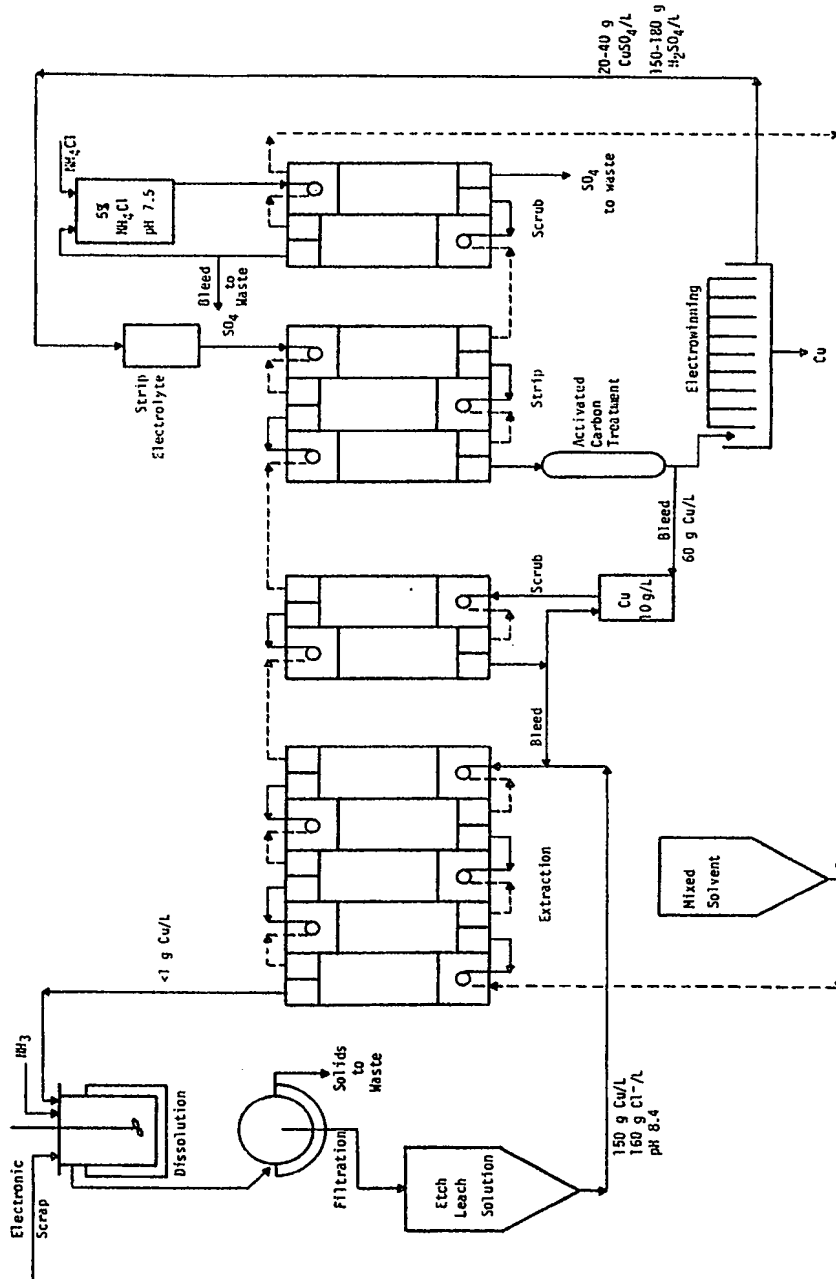 Electronic
Scrap
NH3
Dissolution
Filtration
Solids
to
Waste
Etch
Leach
Solution
150 g Cu/L
160 g Cl-/L
pH 8.4
<1 g Cu/L
Extraction
Mixed
Solvent
Bleed
Scrub
Cu
10 g/L
Bleed
60 g Cu/L
Activated
Carbon
Treatment
Strip
Strip
Electrolyte
SO4
Bleed
to
Waste
5%
NH4Cl
pH 7.5
NH4Cl
Scrub
SO4
to waste
Electrowinning
Cu
20-40 g
CuSO4/L
150-180 g
H2SO4/L